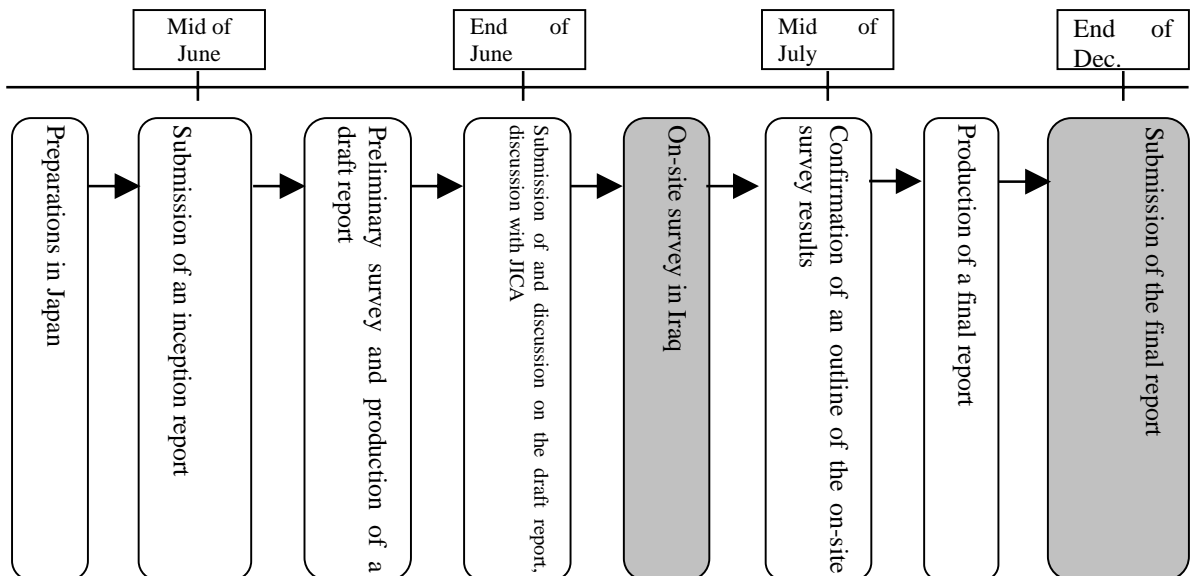 Mid of
June
End of
June
Mid of
July
End of
Dec.
Preparations in Japan
Submission of an inception report
Preliminary survey and production of a
draft report
Submission of and discussion on the draft report,
discussion with JICA
On-site survey in Iraq
Confirmation of an outline of the on-site
survey results
Production of a final report
Submission of the final report